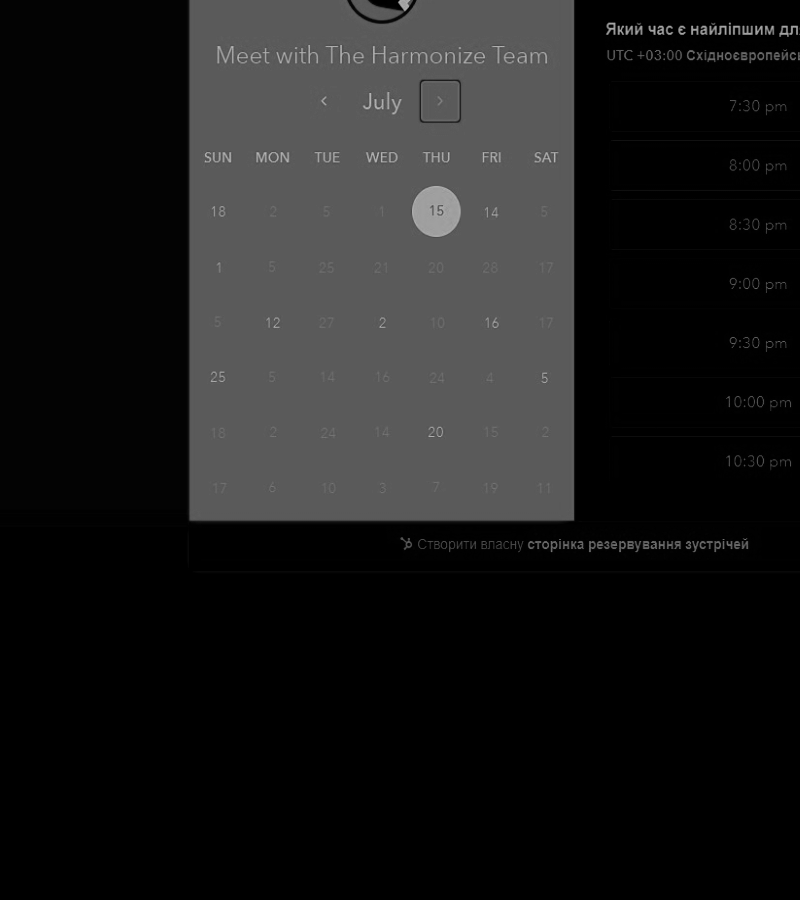 Meet with The Harmonize Team
July
SUN MON TUE WED THU FRI SAT
18 2 5 1 15 14 5
1 5 25 21 20 28 17
5 12 27 2 10 16 17
25 5 14 16 24 4 5
18 2 24 14 20 15 2
17 6 10 3 7 19 11
Який час є найліпшим
UTC +03:00
7:30 pm
8:00 pm
8:30 pm
9:00 pm
9:30 pm
10:00 pm
10:30 pm
Створити власну сторінка резервування зустрічей